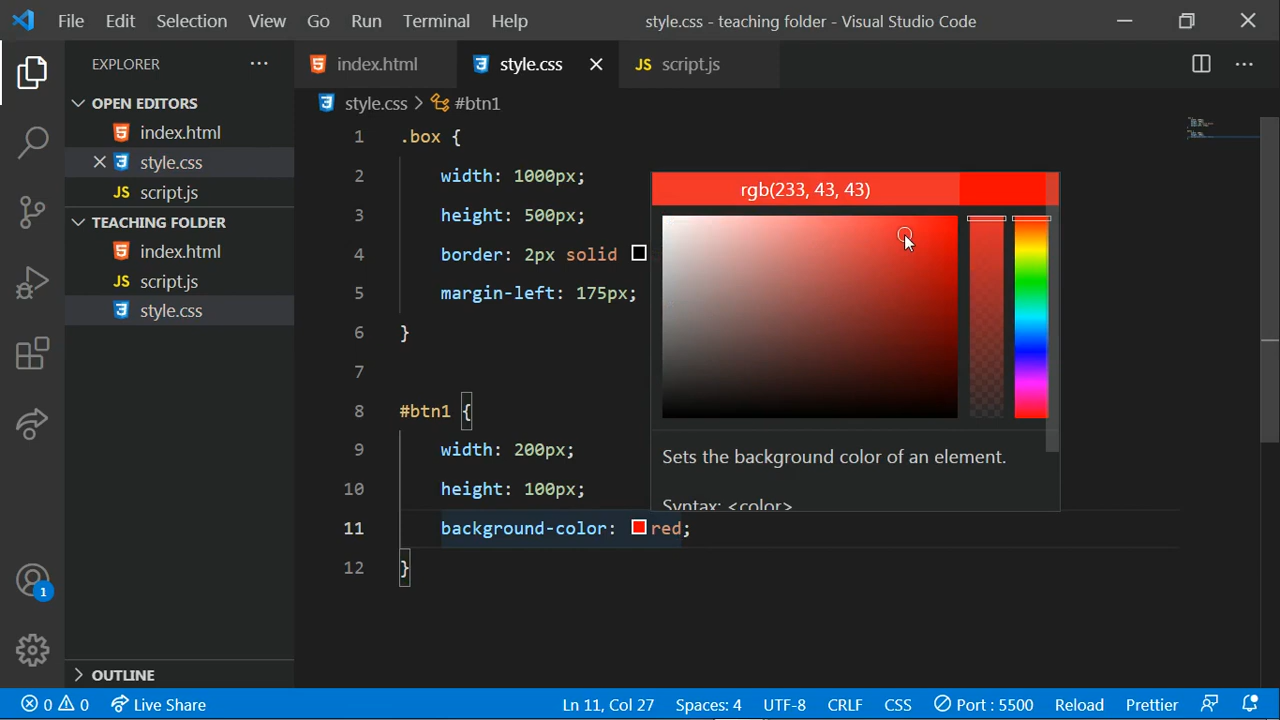 File Edit Selection View Go Run Terminal Help style.css - teaching folder - Visual Studio Code
EXPLORER
OPEN EDITORS
index.html
style.css
JS script.js
TEACHING FOLDER
index.html
JS script.js
style.css
OUTLINE
index.html style.css JS script.js
style.css > #btn1
1 .box {
2 width: 1000px;
3 height: 500px;
4 border: 2px solid
5 margin-left: 175px;
6 }
7
8 #btn1 {
9 width: 200px;
10 height: 100px;
11 background-color: red;
12 }
rgb(233, 43, 43)
Sets the background color of an element.
Syntax: <color>
1
0 0 Live Share Ln 11, Col 27 Spaces: 4 UTF-8 CRLF CSS Port : 5500 Reload Prettier